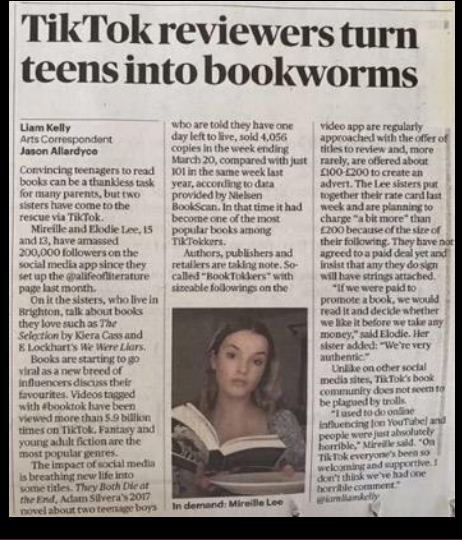 TikTok reviewers turn
teens into bookworms
Liam Kelly
Arts Correspondent
Jason Allardyce
Convincing teenagers to read
books can be a thankless task
for many parents, but two
sisters have come to the
rescue via TikTok.
Mireille and Elodie Lee, 15
and 13, have amassed
200,000 followers on the
social media app since they
set up the @alifeofliterature
page last month.
On it the sisters, who live in
Brighton, talk about books
they love such as The
Selection by Kiera Cass and
E Lockhart's We Were Liars.
Books are starting to go
viral as a new breed of
influencers discuss their
favourites. Videos tagged
with #booktok have been
viewed more than 5.9 billion
times on TikTok. Fantasy and
young adult fiction are the
most popular genres.
The impact of social media
is breathing new life into
some titles. They Both Die at
the End, Adam Silvera's 2017
novel about two teenage boys
who are told they have one
day left to live, sold 4,056
copies in the week ending
March 20, compared with just
101 in the same week last
year, according to data
provided by Nielsen
BookScan. In that time it had
become one of the most
popular books among
TikTokkers.
Authors, publishers and
retailers are taking note. So-
called "BookTokkers" with
sizeable followings on the
In demand: Mireille Lee
video app are regularly
approached with the offer of
titles to review and, more
rarely, are offered about
£100-£200 to create an
advert. The Lee sisters put
together their rate card last
week and are planning to
charge "a bit more" than
£200 because of the size of
their following. They have not
agreed to a paid deal yet and
insist that any they do sign
will have strings attached.
"If we were paid to
promote a book, we would
read it and decide whether
we like it before we take any
money," said Elodie. Her
sister added: "We're very
authentic."
Unlike on other social
media sites, TikTok's book
community does not seem to
be plagued by trolls.
"I used to do online
influencing [on YouTube] and
people were just absolutely
horrible," Mireille said. "On
TikTok everyone's been so
welcoming and supportive. I
don't think we've had one
horrible comment."
@iamliamkelly